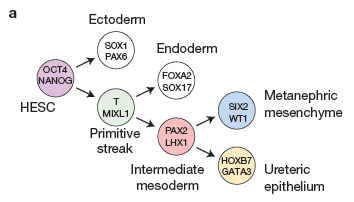 a
Ectoderm
SOX1
PAX6
OCT4
NANOG
HESC
Endoderm
FOXA2
SOX17
T
MIXL1
Primitive
streak
PAX2
LHX1
Intermediate
mesoderm
SIX2
WT1
Metanephric
mesenchyme
HOXB7
GATA3
Ureteric
epithelium